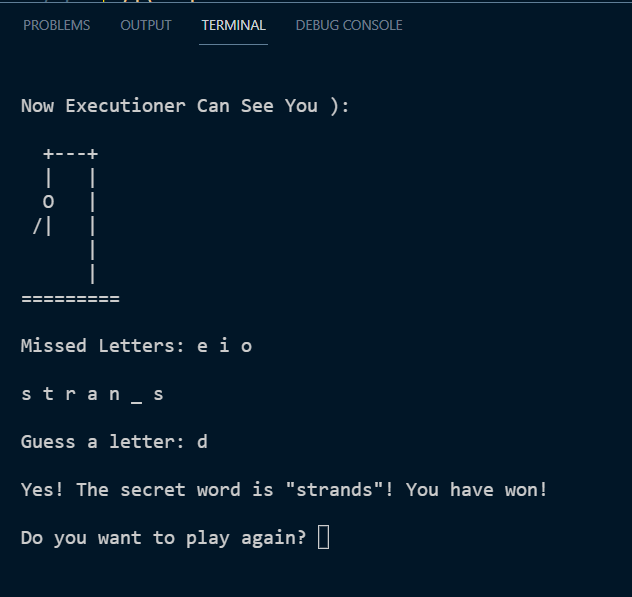 PROBLEMS OUTPUT TERMINAL DEBUG CONSOLE
Now Executioner Can See You ):
+---+
|   |
O   |
/|   |
|
|
=========
Missed Letters: e i o
s t r a n _ s
Guess a letter: d
Yes! The secret word is "strands"! You have won!
Do you want to play again?